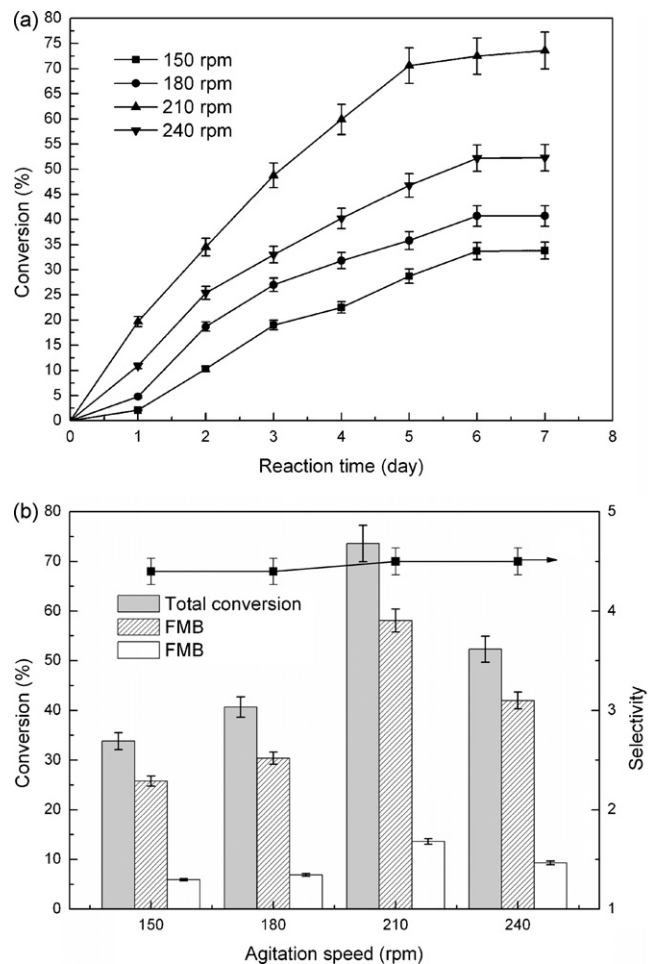 (a)
80
75
70
65
60
55
50
45
40
35
30
25
20
15
10
5
0
Conversion (%)
150 rpm
180 rpm
210 rpm
240 rpm
0 1 2 3 4 5 6 7 8
Reaction time (day)
(b)
80
70
60
50
40
30
20
10
0
Conversion (%)
Total conversion
FMB
FMB
5
4
3
2
1
Selectivity
150 180 210 240
Agitation speed (rpm)